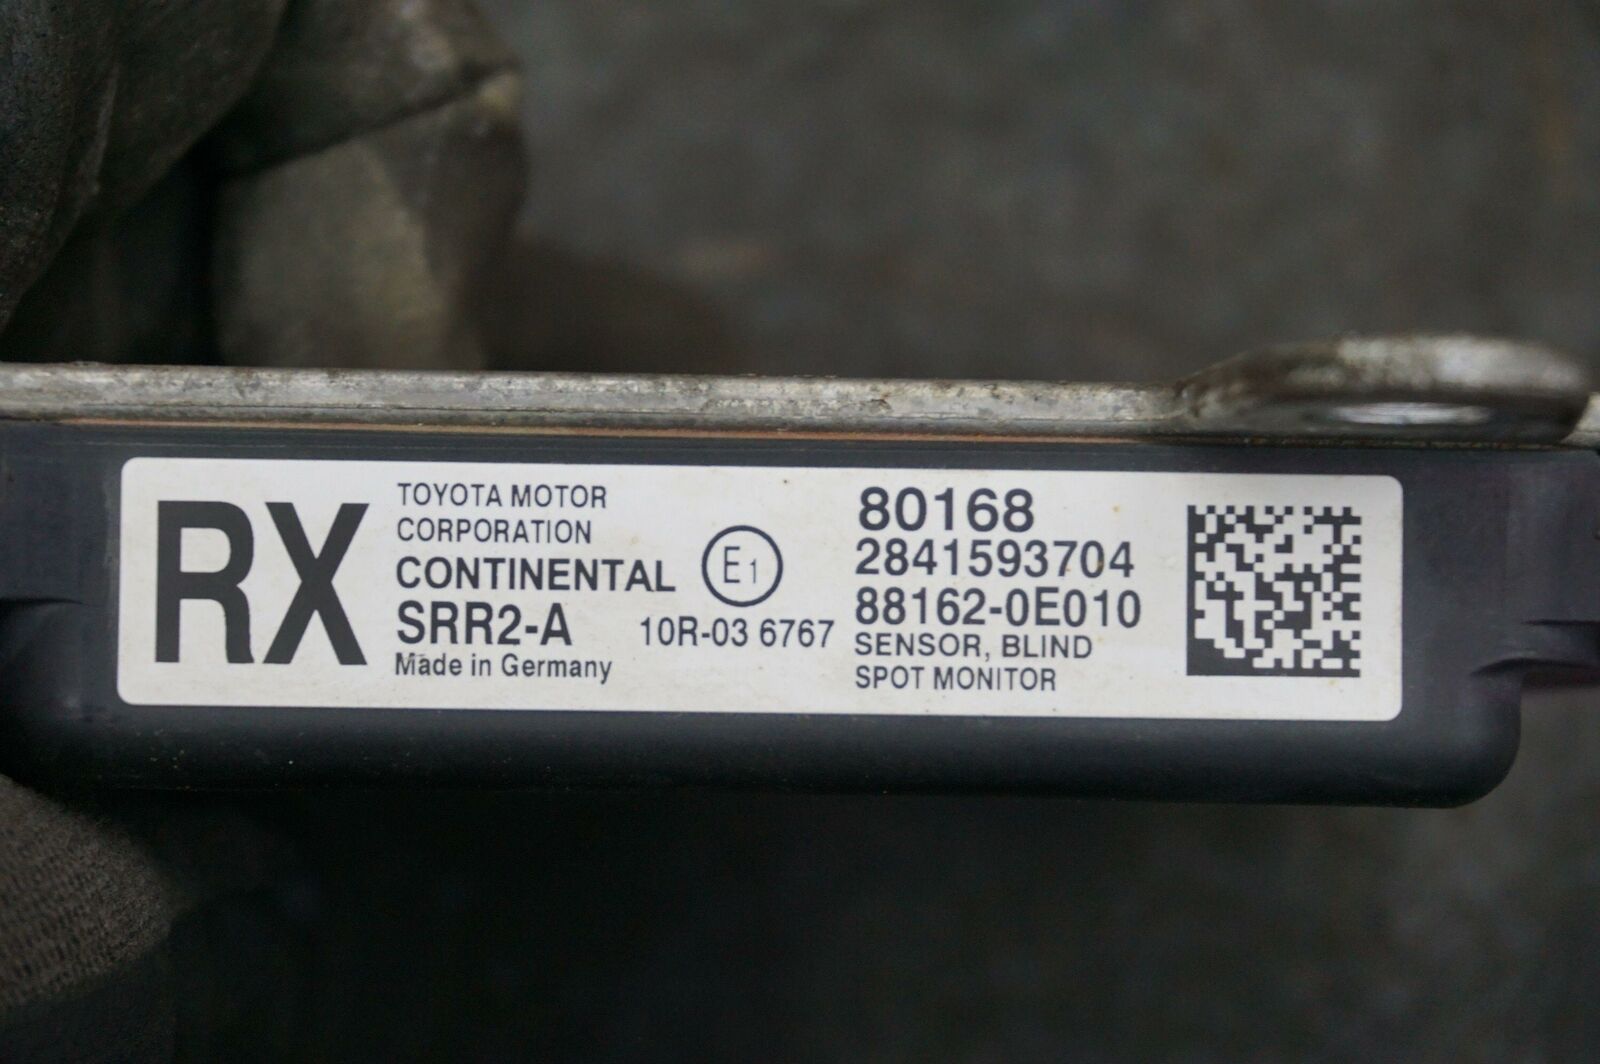 RX
TOYOTA MOTOR
CORPORATION
CONTINENTAL
SRR2-A
Made in Germany
E1
10R-03 6767
80168
2841593704
88162-0E010
SENSOR, BLIND
SPOT MONITOR